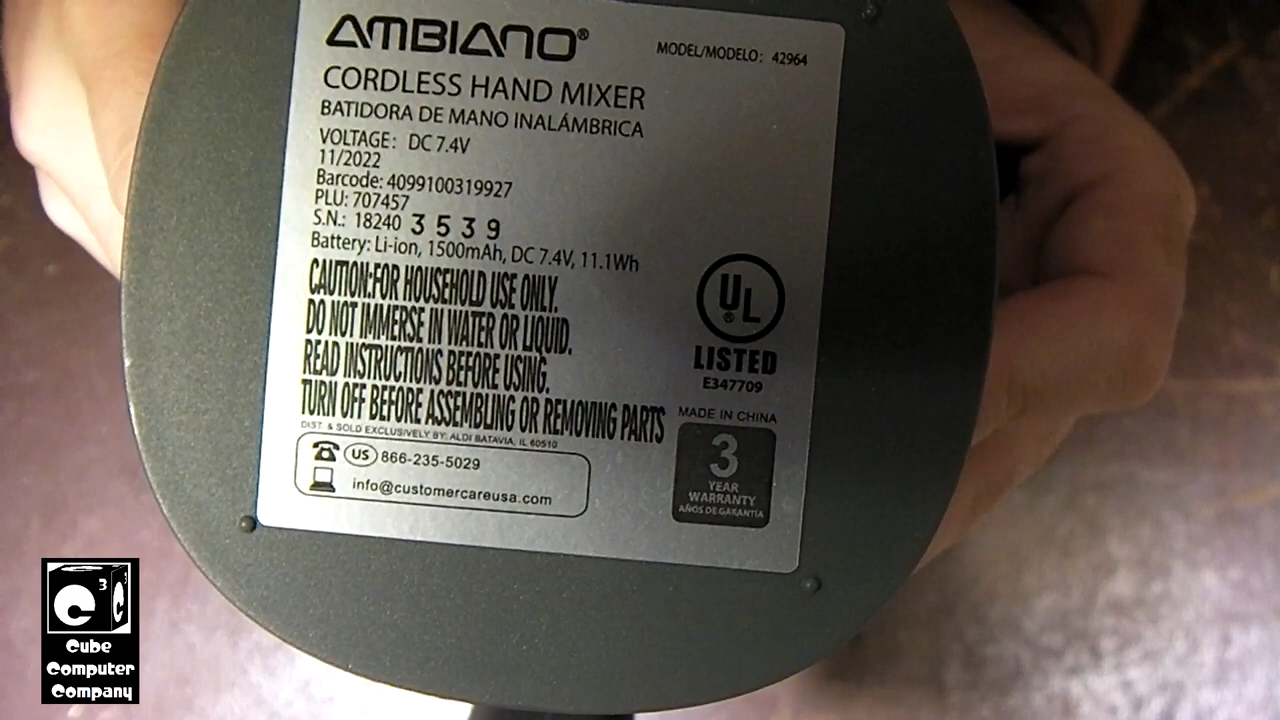 AMBIANO®
MODEL/MODELO: 42964
CORDLESS HAND MIXER
BATIDORA DE MANO INALÁMBRICA
VOLTAGE: DC 7.4V
11/2022
Barcode: 4099100319927
PLU: 707457
S.N.: 18240 3539
Battery: Li-ion, 1500mAh, DC 7.4V, 11.1Wh
CAUTION:FOR HOUSEHOLD USE ONLY.
DO NOT IMMERSE IN WATER OR LIQUID.
READ INSTRUCTIONS BEFORE USING.
TURN OFF BEFORE ASSEMBLING OR REMOVING PARTS
DIST. & SOLD EXCLUSIVELY BY: ALDI BATAVIA, IL 60510
US 866-235-5029
info@customercareusa.com
UL®
LISTED
E347709
MADE IN CHINA
3
YEAR
WARRANTY
AÑOS DE GARANTÍA
C3 C
Cube
Computer
Company